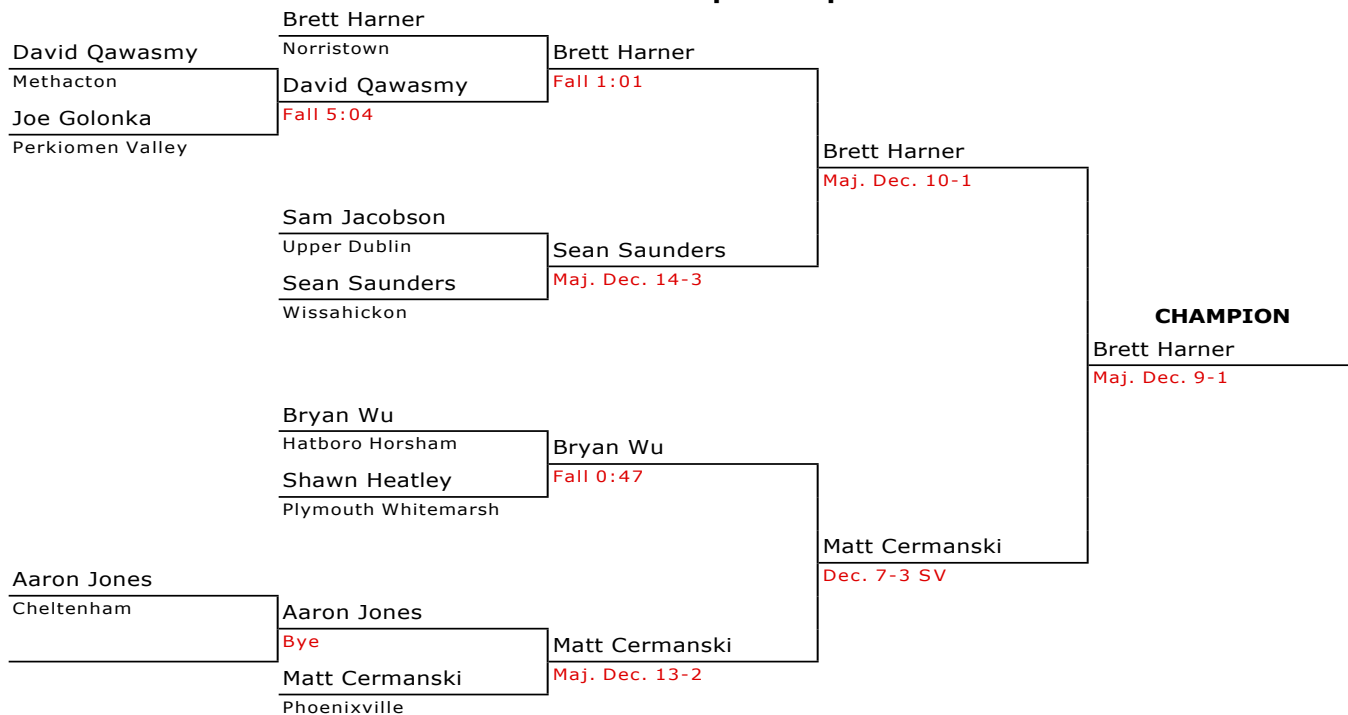 Brett Harner
David Qawasmy
Norristown
Brett Harner
Methacton
David Qawasmy
Fall 1:01
Joe Golonka
Fall 5:04
Perkiomen Valley
Brett Harner
Maj. Dec. 10-1
Sam Jacobson
Upper Dublin
Sean Saunders
Sean Saunders
Maj. Dec. 14-3
Wissahickon
CHAMPION
Brett Harner
Maj. Dec. 9-1
Bryan Wu
Hatboro Horsham
Bryan Wu
Shawn Heatley
Fall 0:47
Plymouth Whitemarsh
Matt Cermanski
Dec. 7-3 SV
Aaron Jones
Cheltenham
Aaron Jones
Bye
Matt Cermanski
Matt Cermanski
Maj. Dec. 13-2
Phoenixville